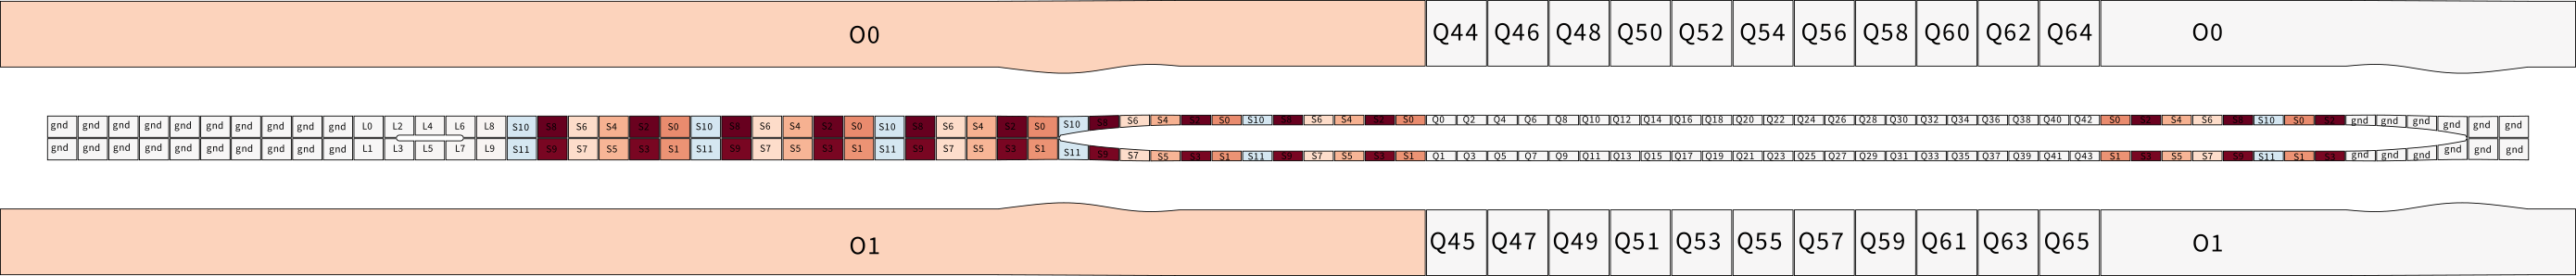 O0 Q44 Q46 Q48 Q50 Q52 Q54 Q56 Q58 Q60 Q62 Q64 O0
gnd gnd gnd gnd gnd gnd gnd gnd gnd gnd L0 L2 L4 L6 L8 S10 S8 S6 S4 S2 S0 S10 S8 S6 S4 S2 S0 S10 S8 S6 S4 S2 S0 S10 S8 S6 S4 S2 S0 S10 S8 S6 S4 S2 S0 Q0 Q2 Q4 Q6 Q8 Q10 Q12 Q14 Q16 Q18 Q20 Q22 Q24 Q26 Q28 Q30 Q32 Q34 Q36 Q38 Q40 Q42 S0 S2 S4 S6 S8 S10 S0 S2 gnd gnd gnd gnd gnd gnd
gnd gnd gnd gnd gnd gnd gnd gnd gnd gnd L1 L3 L5 L7 L9 S11 S9 S7 S5 S3 S1 S11 S9 S7 S5 S3 S1 S11 S9 S7 S5 S3 S1 S11 S9 S7 S5 S3 S1 S11 S9 S7 S5 S3 S1 Q1 Q3 Q5 Q7 Q9 Q11 Q13 Q15 Q17 Q19 Q21 Q23 Q25 Q27 Q29 Q31 Q33 Q35 Q37 Q39 Q41 Q43 S1 S3 S5 S7 S9 S11 S1 S3 gnd gnd gnd gnd gnd gnd
O1 Q45 Q47 Q49 Q51 Q53 Q55 Q57 Q59 Q61 Q63 Q65 O1